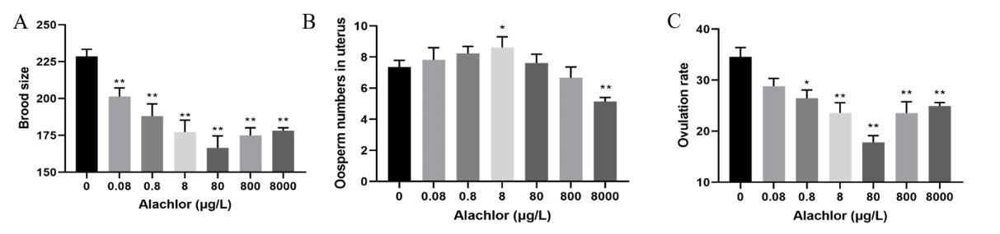 A
250
225
200
175
150
Brood size
** ** ** ** ** **
0 0.08 0.8 8 80 800 8000
Alachlor (μg/L)
B
10
8
6
4
2
0
Oosperm numbers in uterus
* **
0 0.08 0.8 8 80 800 8000
Alachlor (μg/L)
C
40
30
20
10
Ovulation rate
* ** ** ** **
0 0.08 0.8 8 80 800 8000
Alachlor (μg/L)